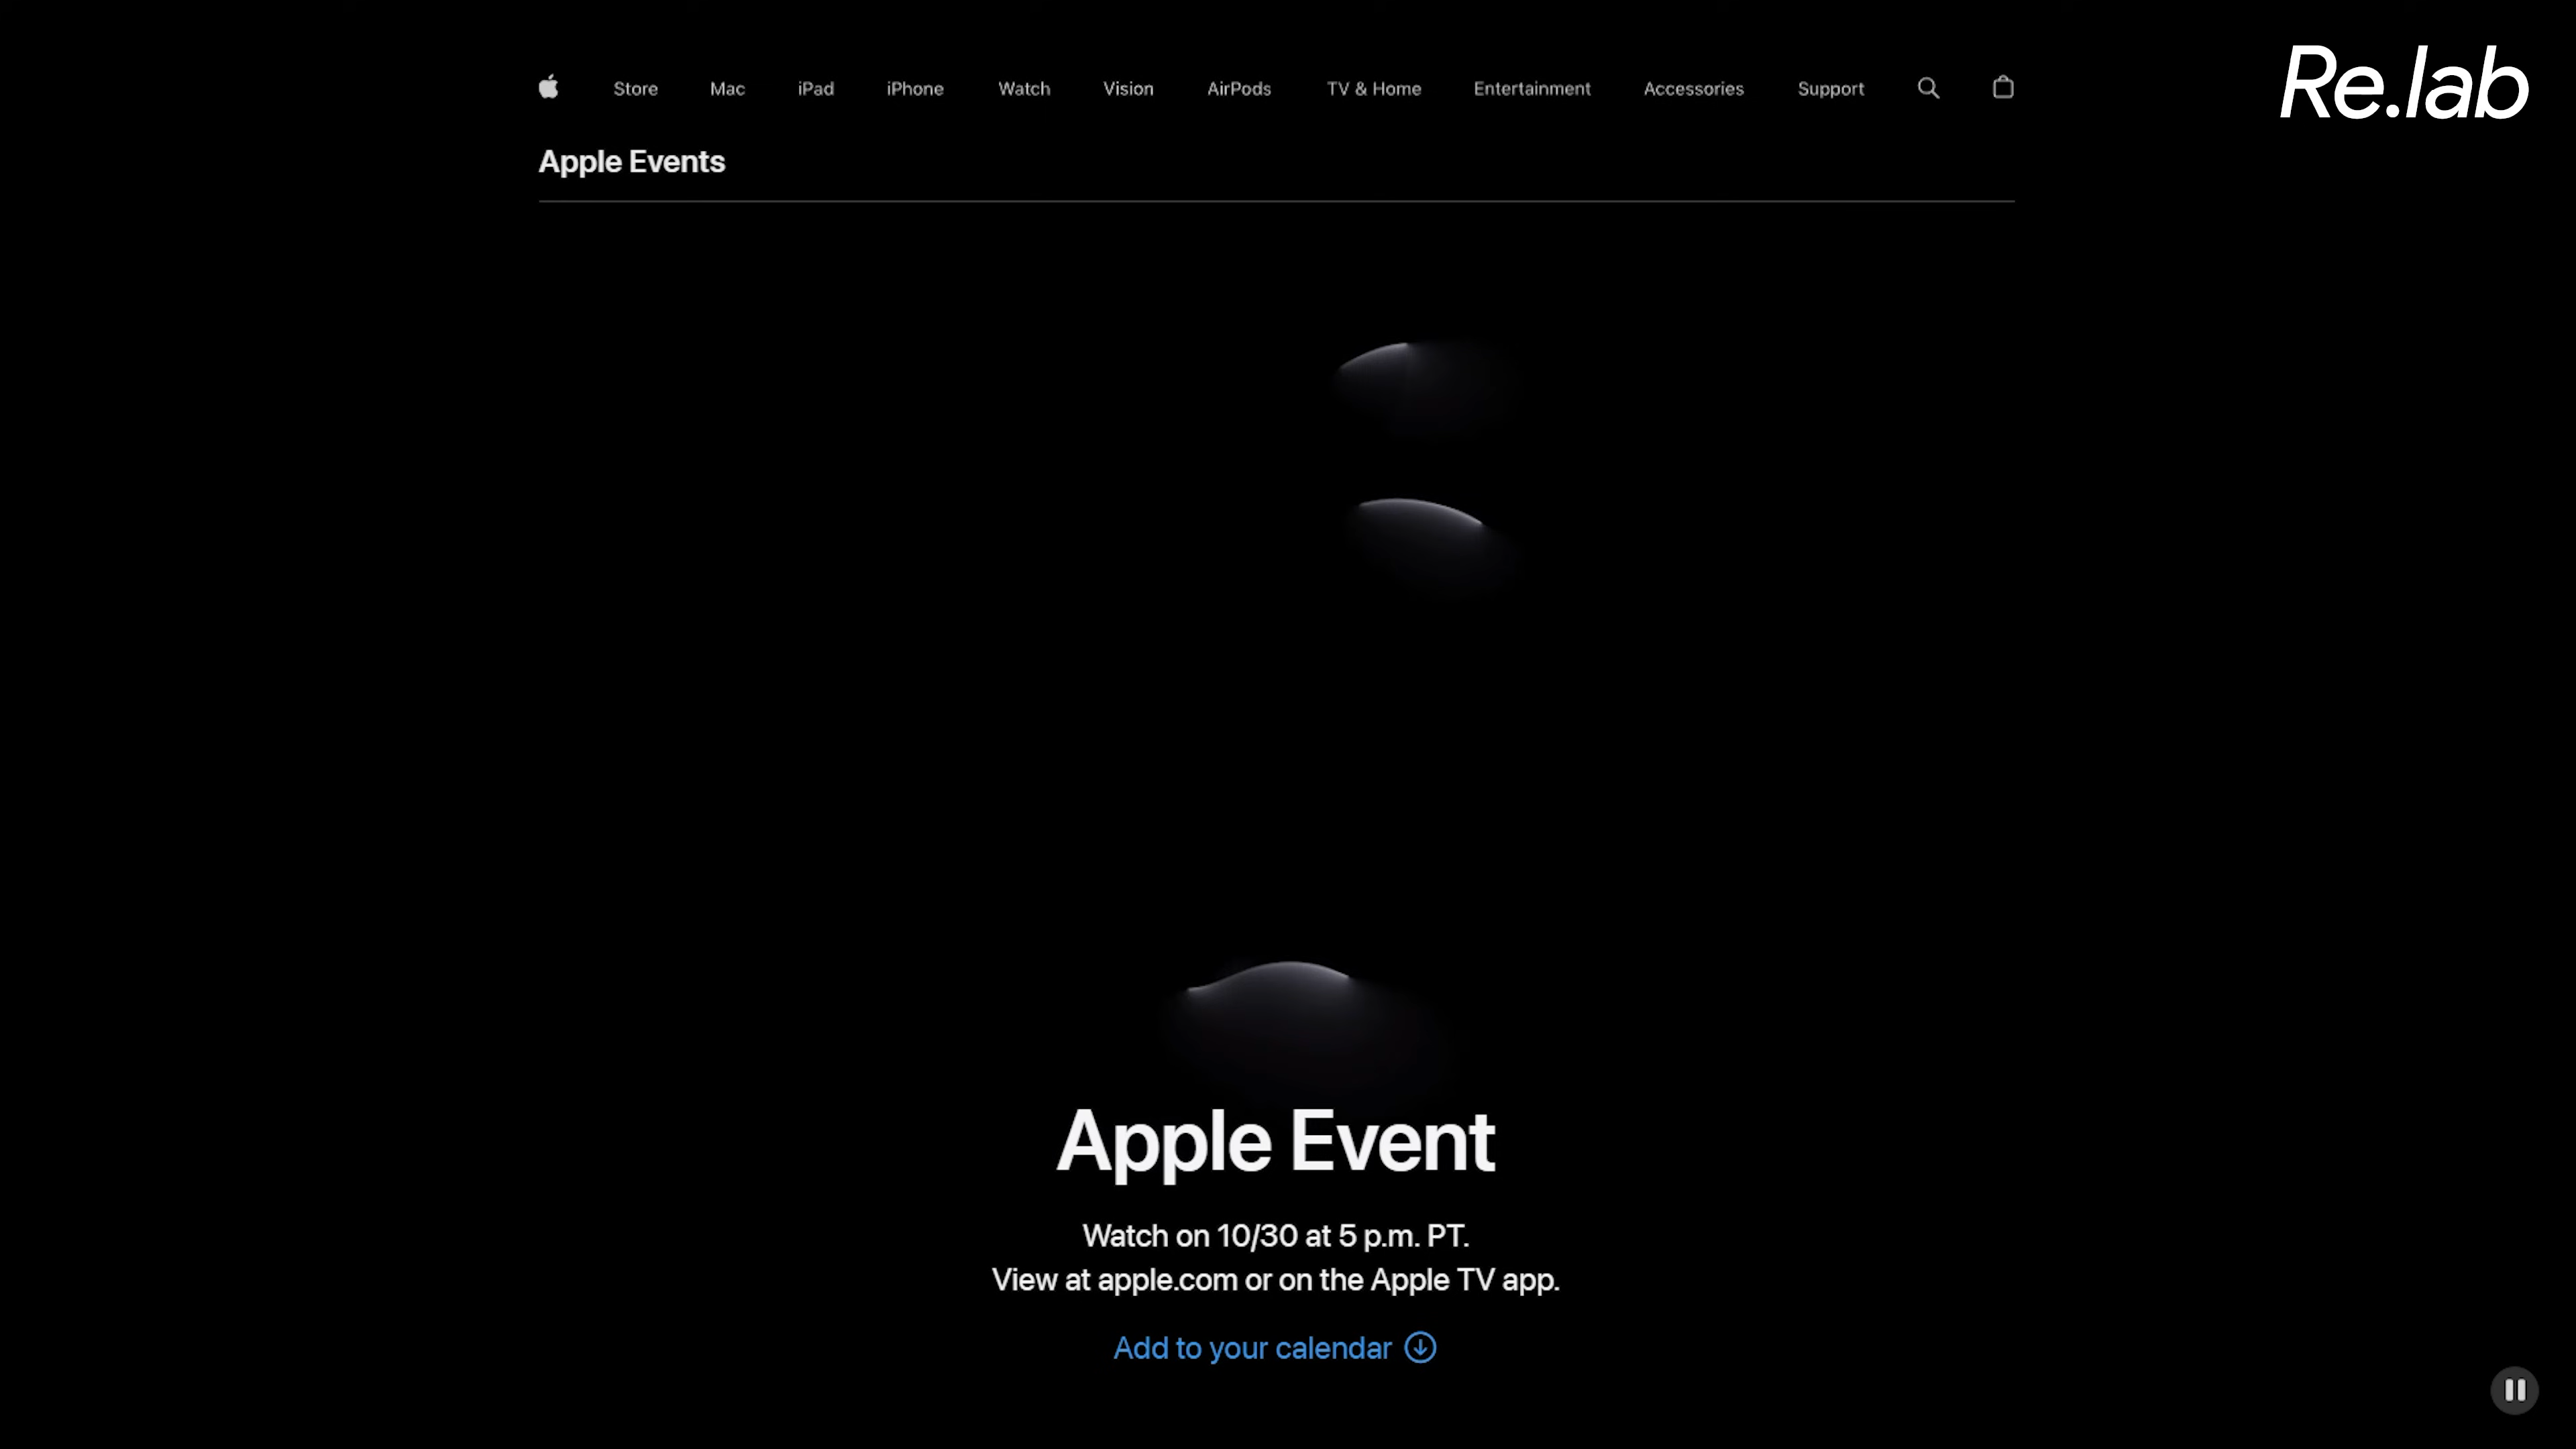 Store Mac iPad iPhone Watch Vision AirPods TV & Home Entertainment Accessories Support
Re.lab
Apple Events
Apple Event
Watch on 10/30 at 5 p.m. PT.
View at apple.com or on the Apple TV app.
Add to your calendar